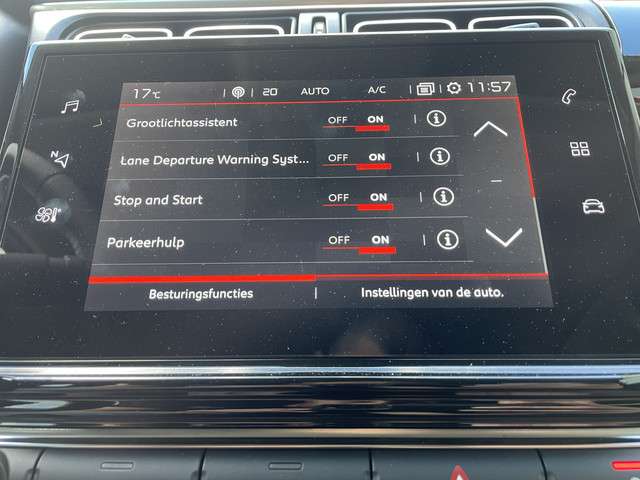 17°C 20 AUTO A/C 11:57
Grootlichtassistent OFF ON i
Lane Departure Warning Syst... OFF ON i
Stop and Start OFF ON i
Parkeerhulp OFF ON i
Besturingsfuncties | Instellingen van de auto.
N